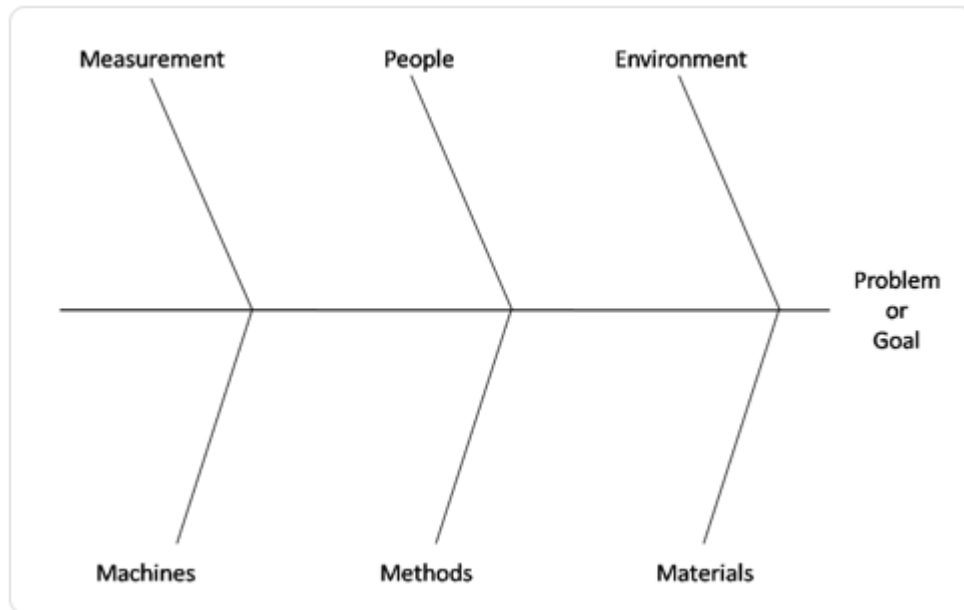 Measurement
People
Environment
Problem
or
Goal
Machines
Methods
Materials